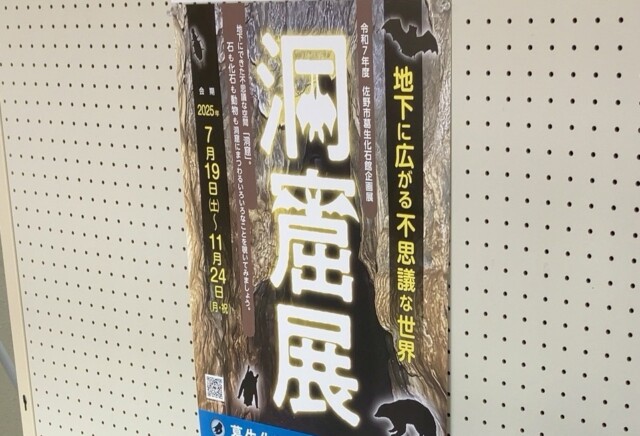 地下に広がる不思議な世界
令和7年度 佐野市葛生化石館企画展
洞窟展
地下にできた不思議な空間「洞窟」。
石も化石も動物も洞窟にまつわるいろいろなことを覗いてみましょう。
会期
2025年
7月19日(土)～11月24日(月・祝)
葛生化